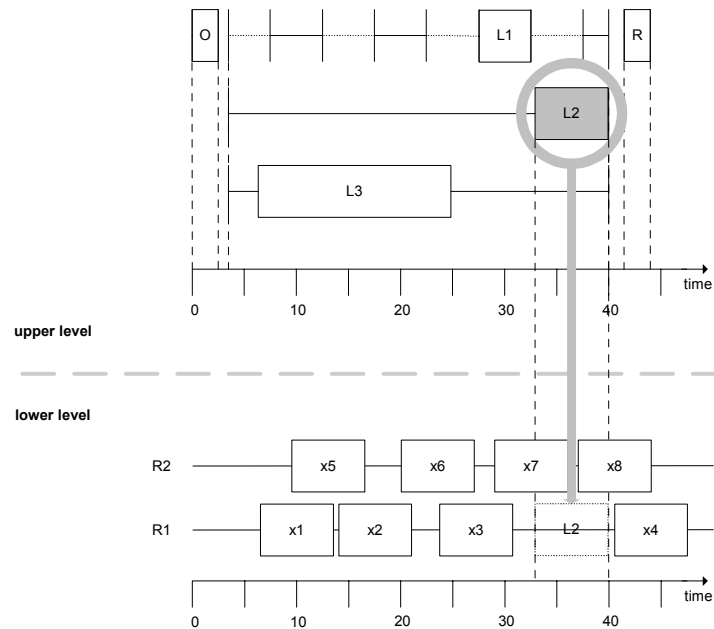 O L1 R
L2
L3
time
0 10 20 30 40
upper level
lower level
R2 x5 x6 x7 x8
R1 x1 x2 x3 L2 x4
time
0 10 20 30 40